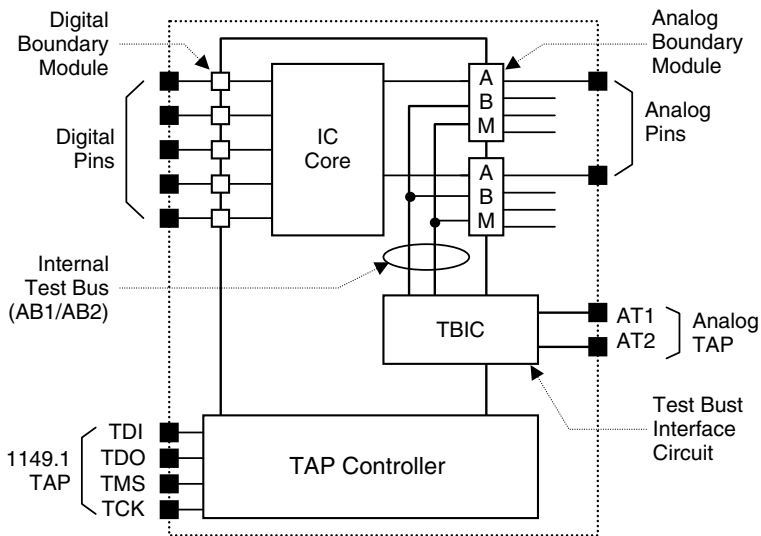 Digital
Boundary
Module
Analog
Boundary
Module
Digital
Pins
IC
Core
A
B
M
A
B
M
Analog
Pins
Internal
Test Bus
(AB1/AB2)
TBIC
AT1
AT2
Analog
TAP
Test Bust
Interface
Circuit
1149.1
TAP
TDI
TDO
TMS
TCK
TAP Controller